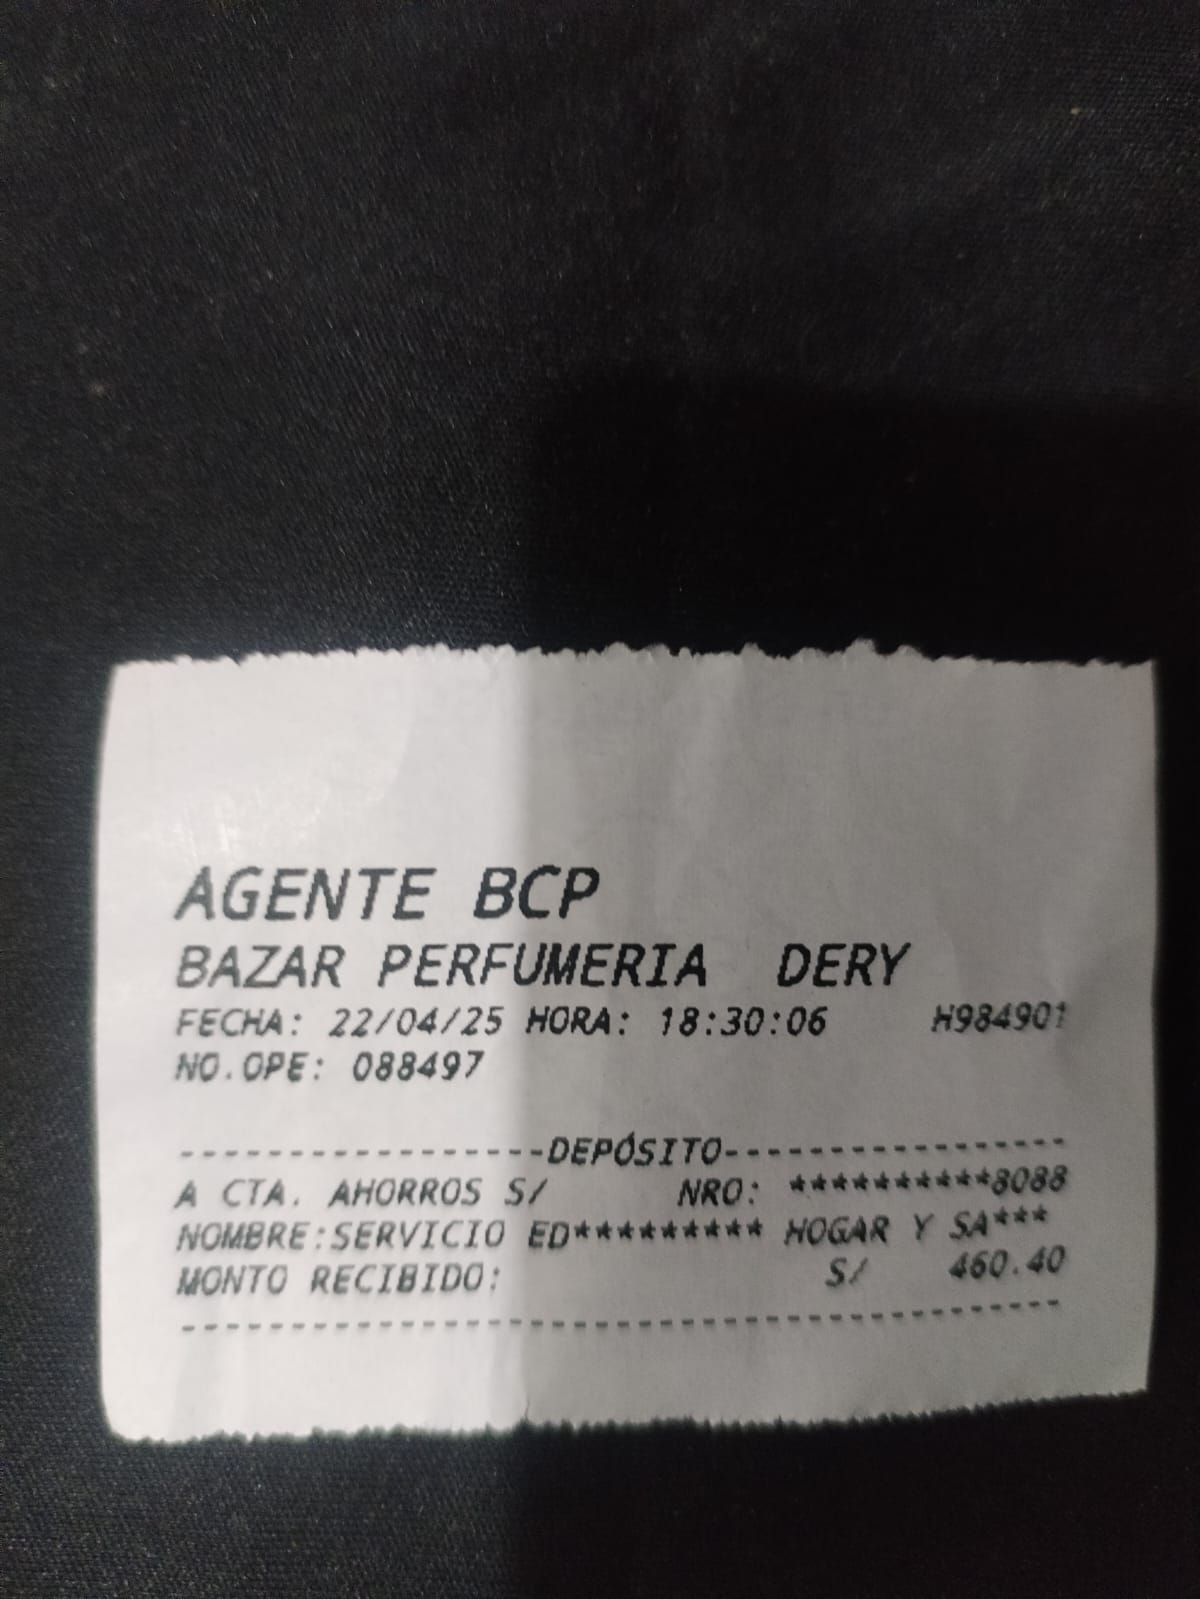 AGENTE BCP
BAZAR PERFUMERIA DERY
FECHA: 22/04/25 HORA: 18:30:06 H984901
NO.OPE: 088497
-----------------DEPÓSITO-----------------
A CTA. AHORROS S/ NRO: **********8088
NOMBRE:SERVICIO ED********* HOGAR Y SA***
MONTO RECIBIDO: S/ 460.40
------------------------------------------